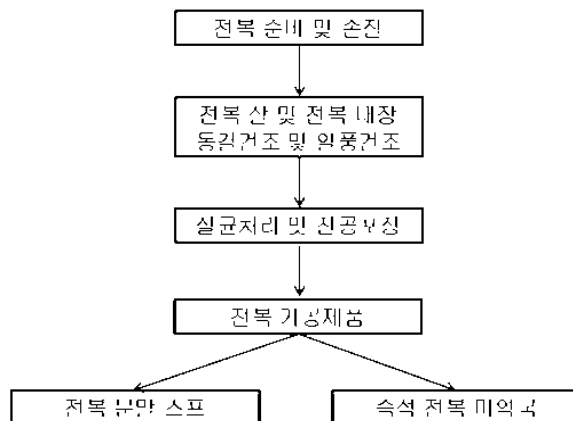 전복 준비 및 손질
전복 살 및 전복 내장
동결건조 및 열풍건조
살균처리 및 진공포장
전복 가공제품
전복 분말 스프
즉석 전복 미역국